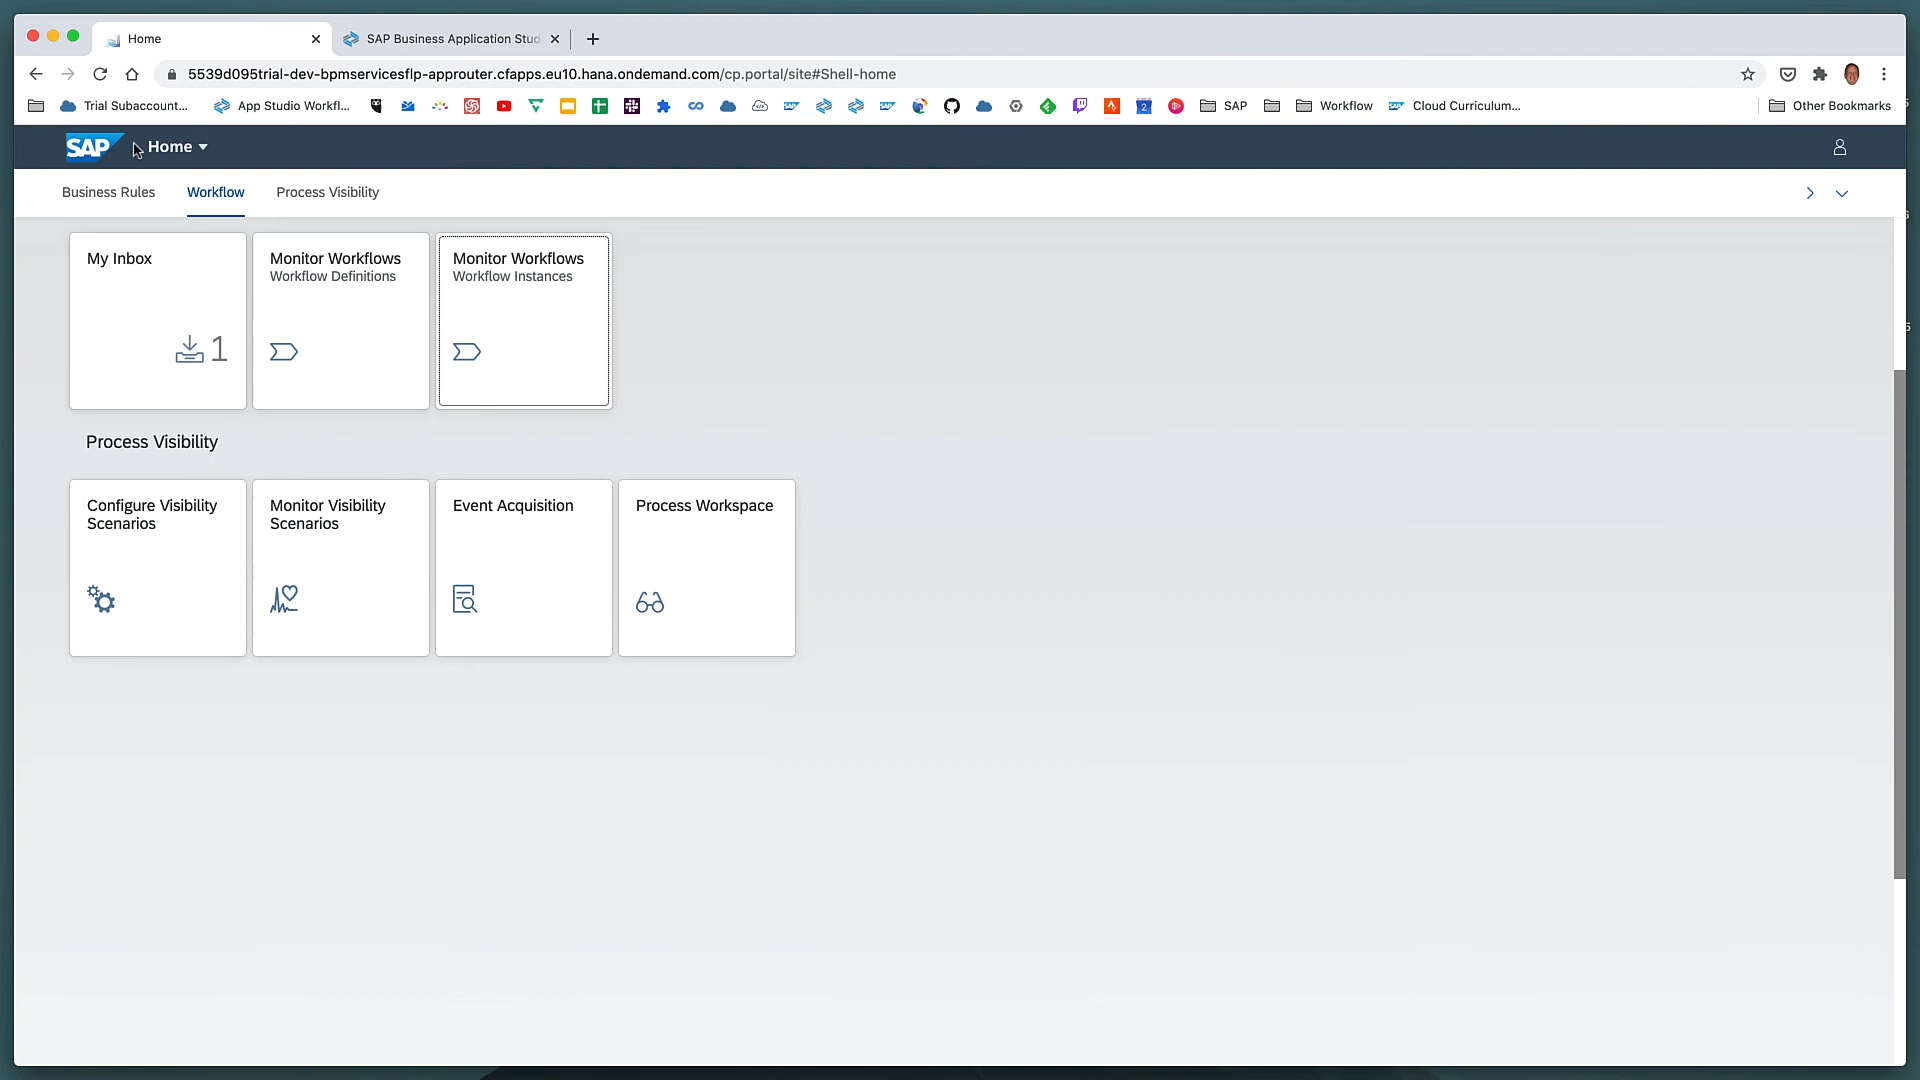 Home
SAP Business Application Stud
5539d095trial-dev-bpmservicesflp-approuter.cfapps.eu10.hana.ondemand.com/cp.portal/site#Shell-home
Trial Subaccount...
App Studio Workfl...
2
SAP
Workflow
Cloud Curriculum...
Other Bookmarks
SAP
Home
Business Rules
Workflow
Process Visibility
My Inbox
1
Monitor Workflows
Workflow Definitions
Monitor Workflows
Workflow Instances
Process Visibility
Configure Visibility
Scenarios
Monitor Visibility
Scenarios
Event Acquisition
Process Workspace